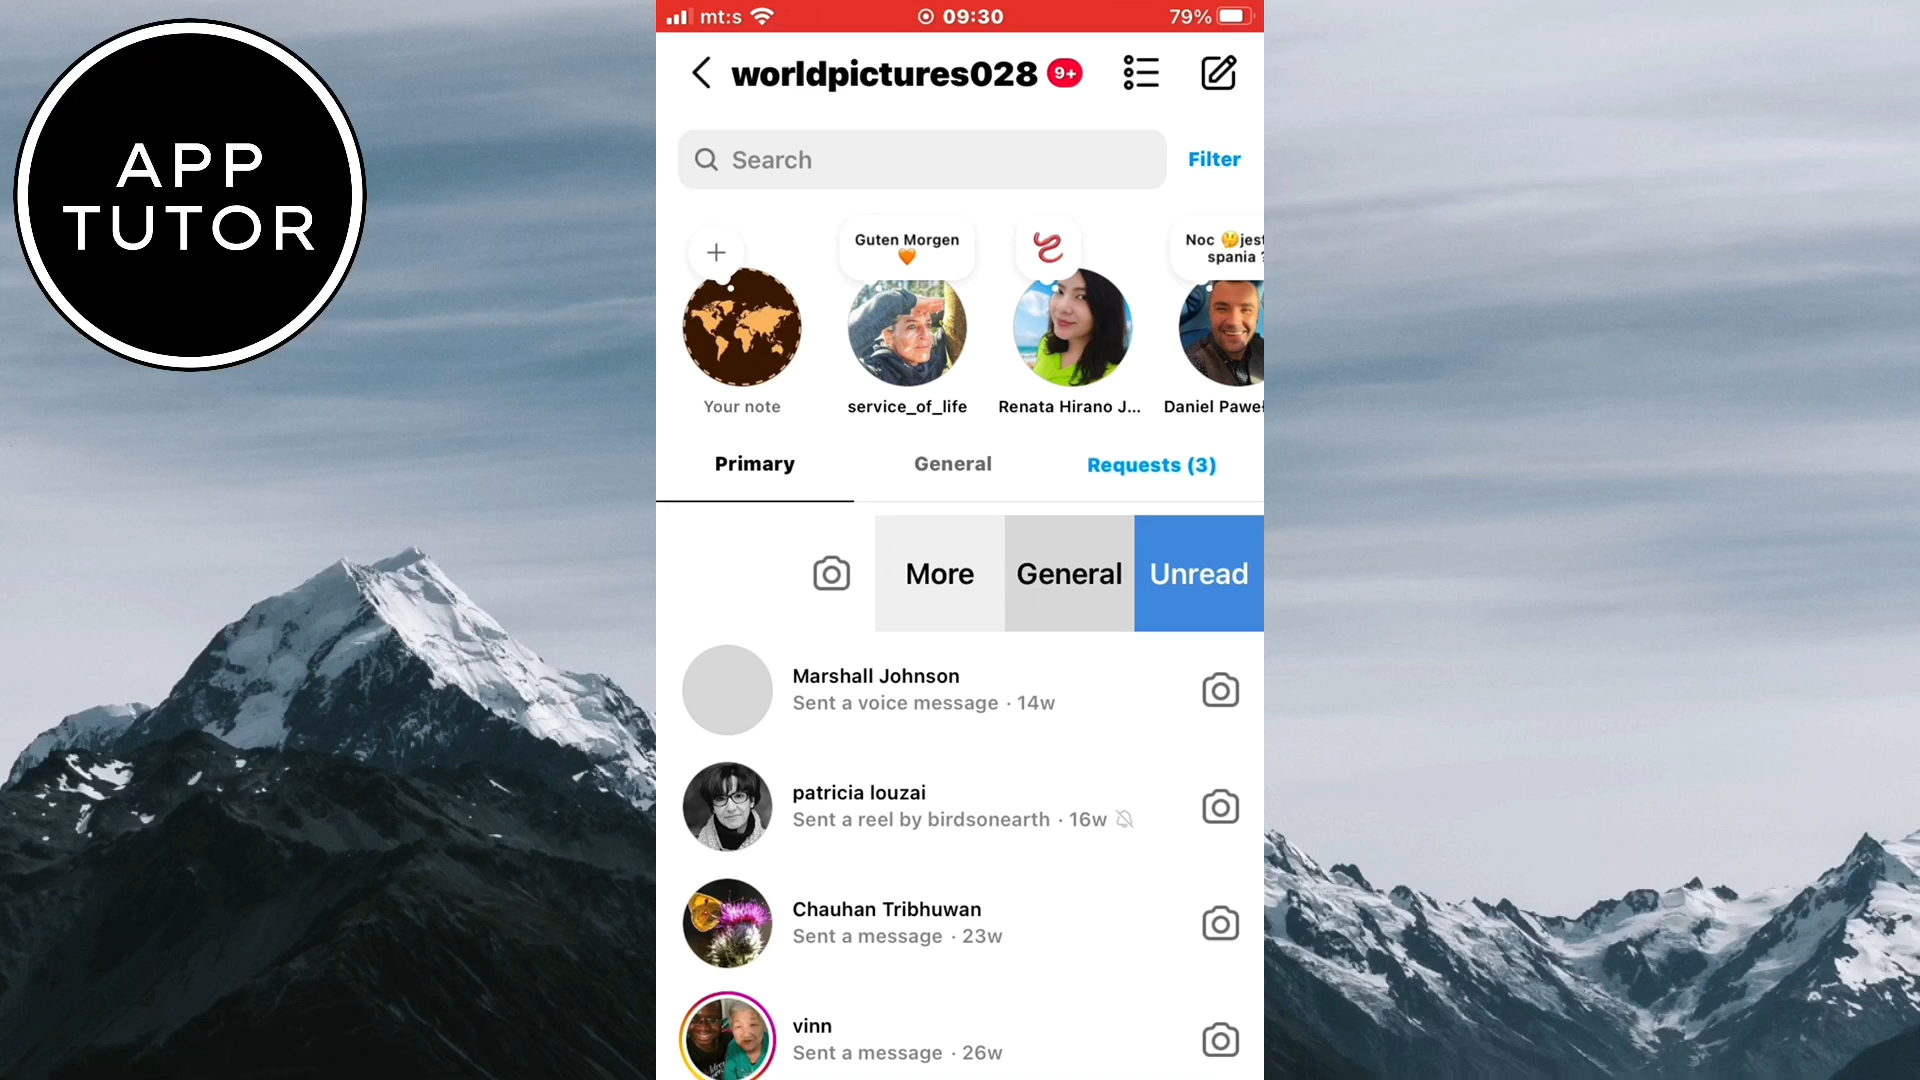 APP
TUTOR
mt:s
09:30
79%
worldpictures028
9+
Search
Filter
Guten Morgen
🧡
Noc 🤔jest
spania ?
Your note
service_of_life
Renata Hirano J...
Daniel Paweł
Primary
General
Requests (3)
More
General
Unread
Marshall Johnson
Sent a voice message · 14w
patricia louzai
Sent a reel by birdsonearth · 16w
Chauhan Tribhuwan
Sent a message · 23w
vinn
Sent a message · 26w